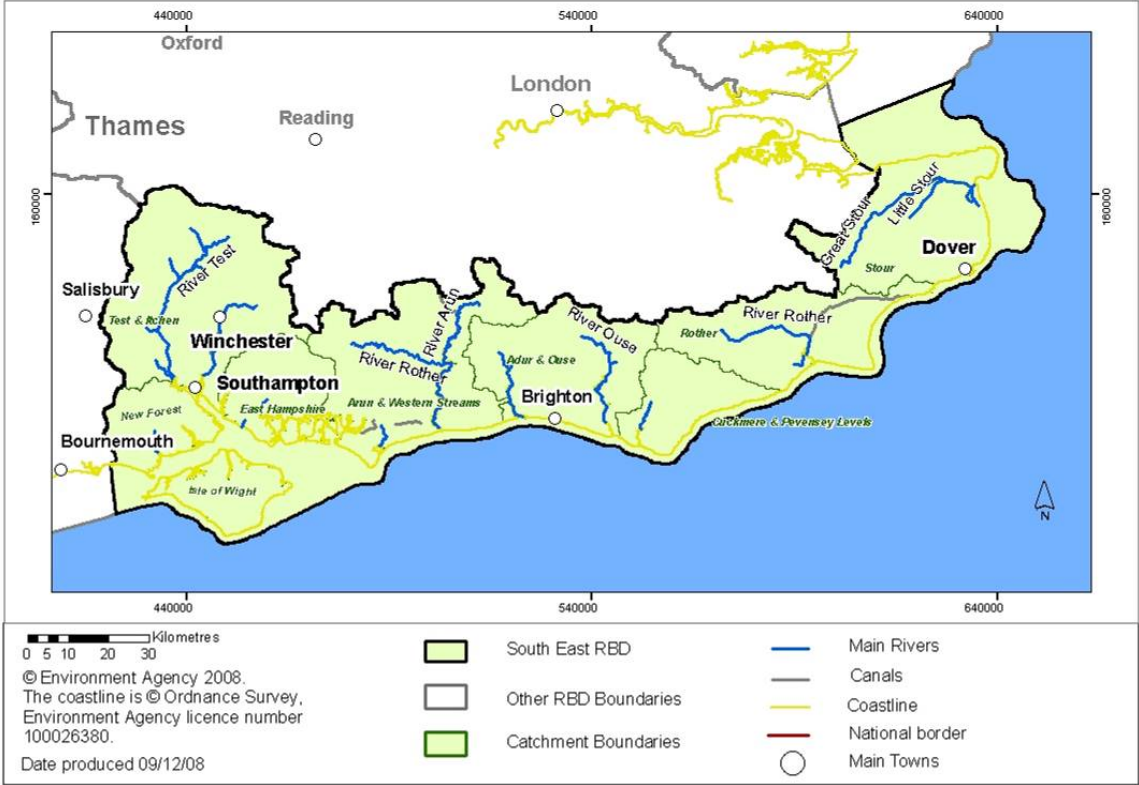 440000
540000
640000
Oxford
London
Reading
Thames
160000
160000
Great Stour
Little Stour
Dover
Stour
River Test
Salisbury
Test & Itchen
Winchester
River Arun
River Ouse
River Rother
Rother
River Rother
Adur & Ouse
Southampton
New Forest
East Hampshire
Arun & Western Streams
Brighton
Cuckmere & Pevensey Levels
Bournemouth
Isle of Wight
N
440000
540000
640000
Kilometres
0 5 10 20 30
© Environment Agency 2008.
The coastline is © Ordnance Survey,
Environment Agency licence number
100026380.
Date produced 09/12/08
South East RBD
Other RBD Boundaries
Catchment Boundaries
Main Rivers
Canals
Coastline
National border
Main Towns